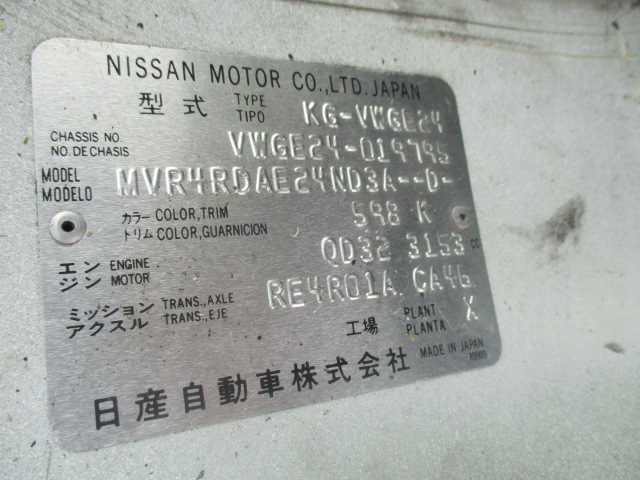 NISSAN MOTOR CO.,LTD. JAPAN
型式 TYPE TIPO KG-VWGE24
CHASSIS NO. NO. DE CHASIS VWGE24-019795
MODEL MODELO MVR4RDAE24ND3A--D-
カラー COLOR, TRIM トリム COLOR, GUARNICION 598 K
エンジン ENGINE MOTOR QD32 3153 cc
ミッション TRANS., AXLE アクスル TRANS., EJE RE4R01A CA46
工場 PLANT PLANTA X
日産自動車株式会社 MADE IN JAPAN